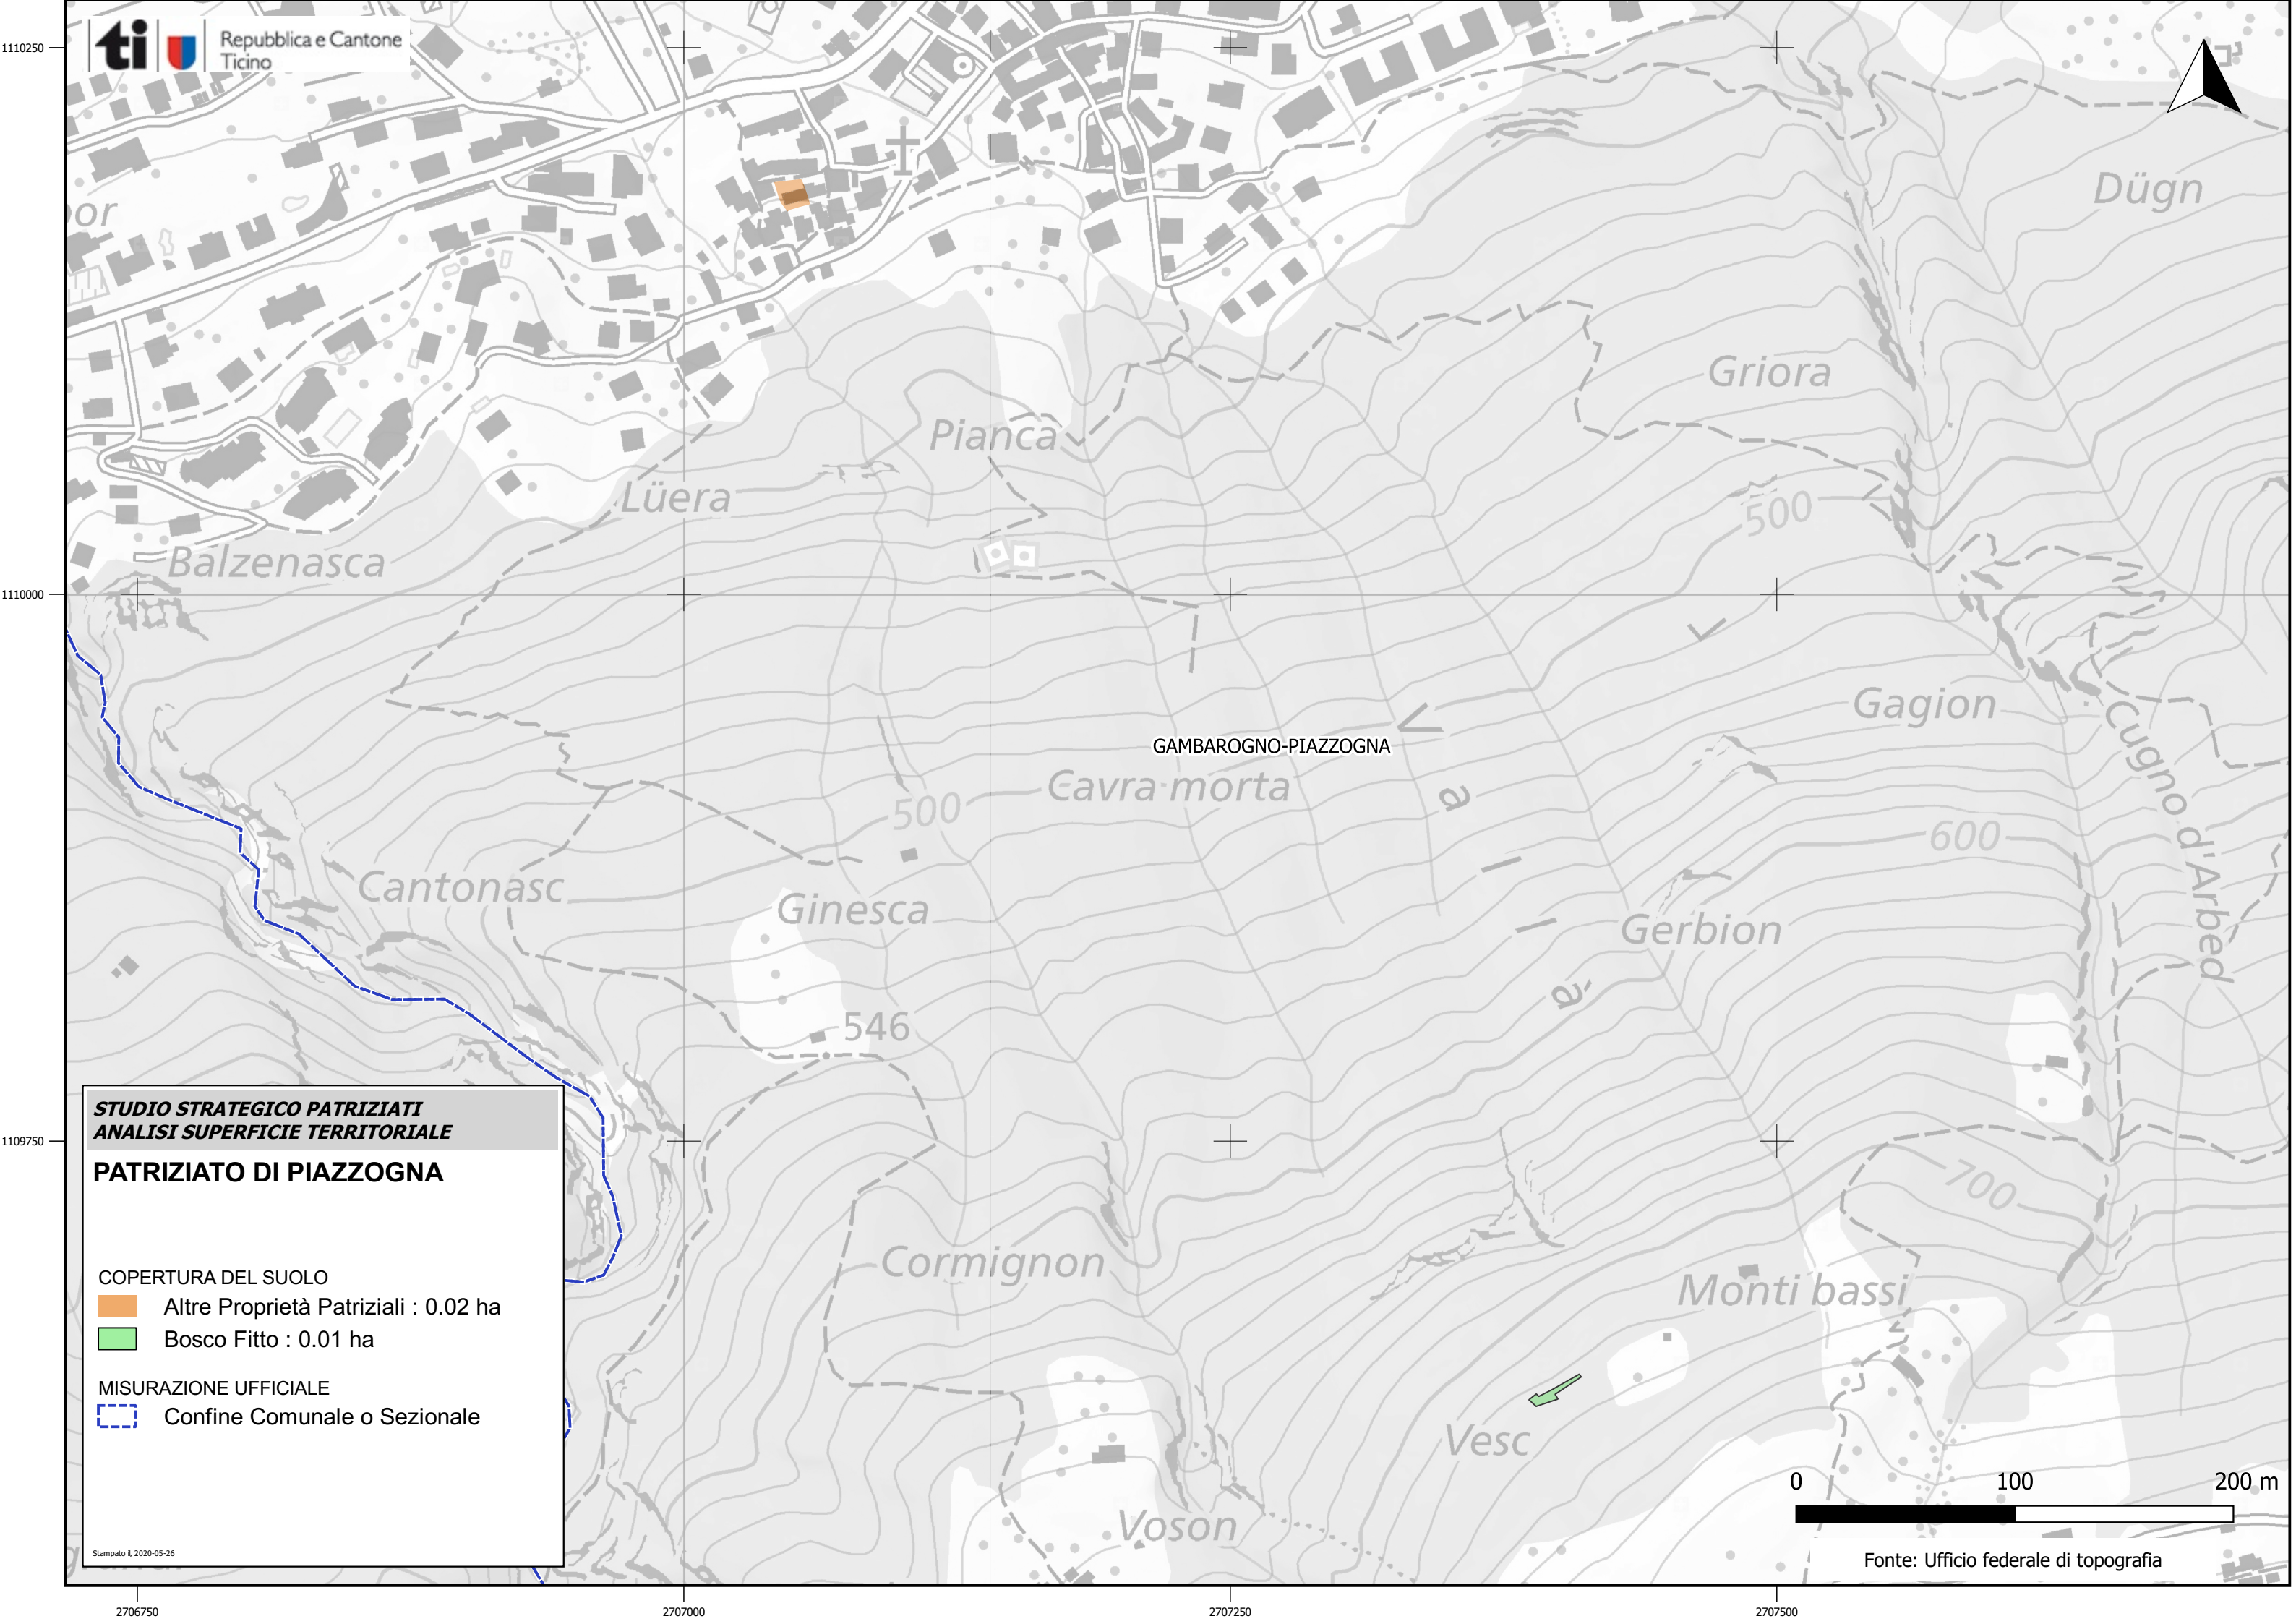 1110250
ti
Repubblica e Cantone
Ticino
Dügn
Griora
Pianca
Lüera
500
Balzenasca
1110000
Gagion
GAMBAROGNO-PIAZZOGNA
Cavra morta
500
Vallà
Cugno d'Arbed
600
Cantonasc
Ginesca
Gerbion
546
STUDIO STRATEGICO PATRIZIATI
ANALISI SUPERFICIE TERRITORIALE
1109750
PATRIZIATO DI PIAZZOGNA
700
Cormignon
Monti bassi
COPERTURA DEL SUOLO
Altre Proprietà Patriziali : 0.02 ha
Bosco Fitto : 0.01 ha
MISURAZIONE UFFICIALE
Confine Comunale o Sezionale
Vesc
0 100 200 m
Voson
Stampato il, 2020-05-26
Fonte: Ufficio federale di topografia
2706750 2707000 2707250 2707500